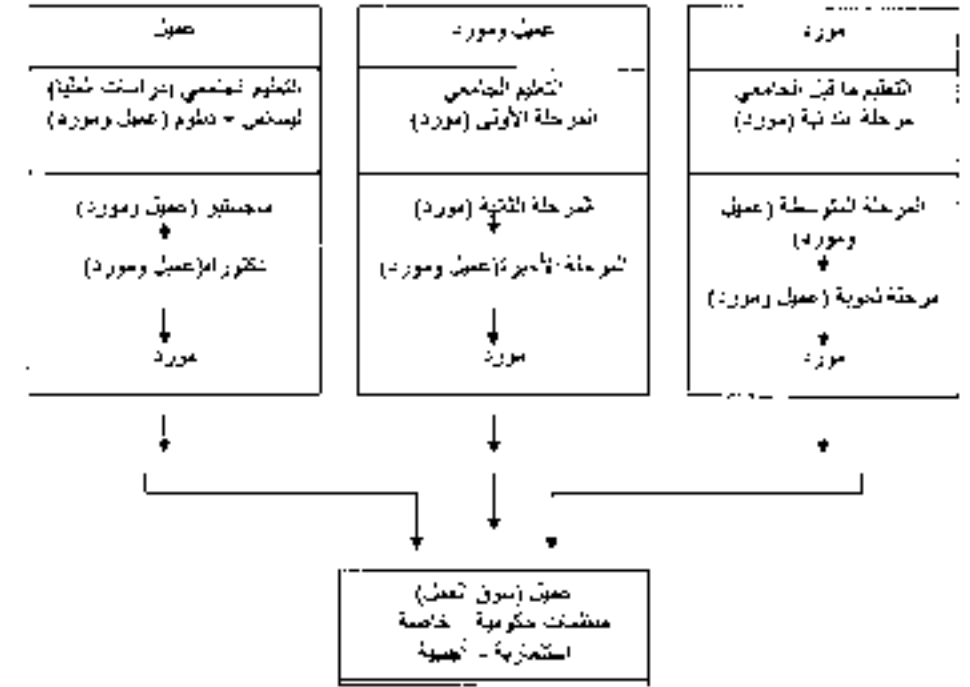 مورد
التعليم ما قبل الجامعي
مرحلة ابتدائية (مورد)
المرحلة المتوسطة (عميل
ومورد)
مرحلة ثانوية (عميل ومورد)
مورد
عميل ومورد
التعليم الجامعي
المرحلة الأولى (مورد)
المرحلة الثانية (مورد)
المرحلة الأخيرة (عميل ومورد)
مورد
عميل
التعليم الجامعي (دراسات عليا)
ليسانس + دبلوم (عميل ومورد)
ماجستير (عميل ومورد)
دكتوراه (عميل ومورد)
مورد
عميل (سوق العمل)
منظمات حكومية - خاصة
استثمارية - أجنبية